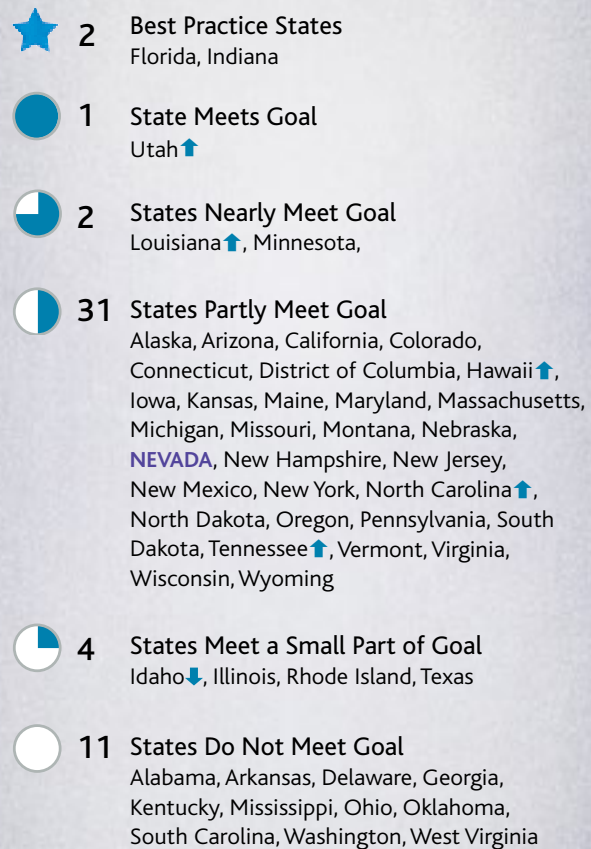 2 Best Practice States
Florida, Indiana
1 State Meets Goal
Utah⬆
2 States Nearly Meet Goal
Louisiana⬆, Minnesota,
31 States Partly Meet Goal
Alaska, Arizona, California, Colorado,
Connecticut, District of Columbia, Hawaii⬆,
Iowa, Kansas, Maine, Maryland, Massachusetts,
Michigan, Missouri, Montana, Nebraska,
NEVADA, New Hampshire, New Jersey,
New Mexico, New York, North Carolina⬆,
North Dakota, Oregon, Pennsylvania, South
Dakota, Tennessee⬆, Vermont, Virginia,
Wisconsin, Wyoming
4 States Meet a Small Part of Goal
Idaho⬇, Illinois, Rhode Island, Texas
11 States Do Not Meet Goal
Alabama, Arkansas, Delaware, Georgia,
Kentucky, Mississippi, Ohio, Oklahoma,
South Carolina, Washington, West Virginia